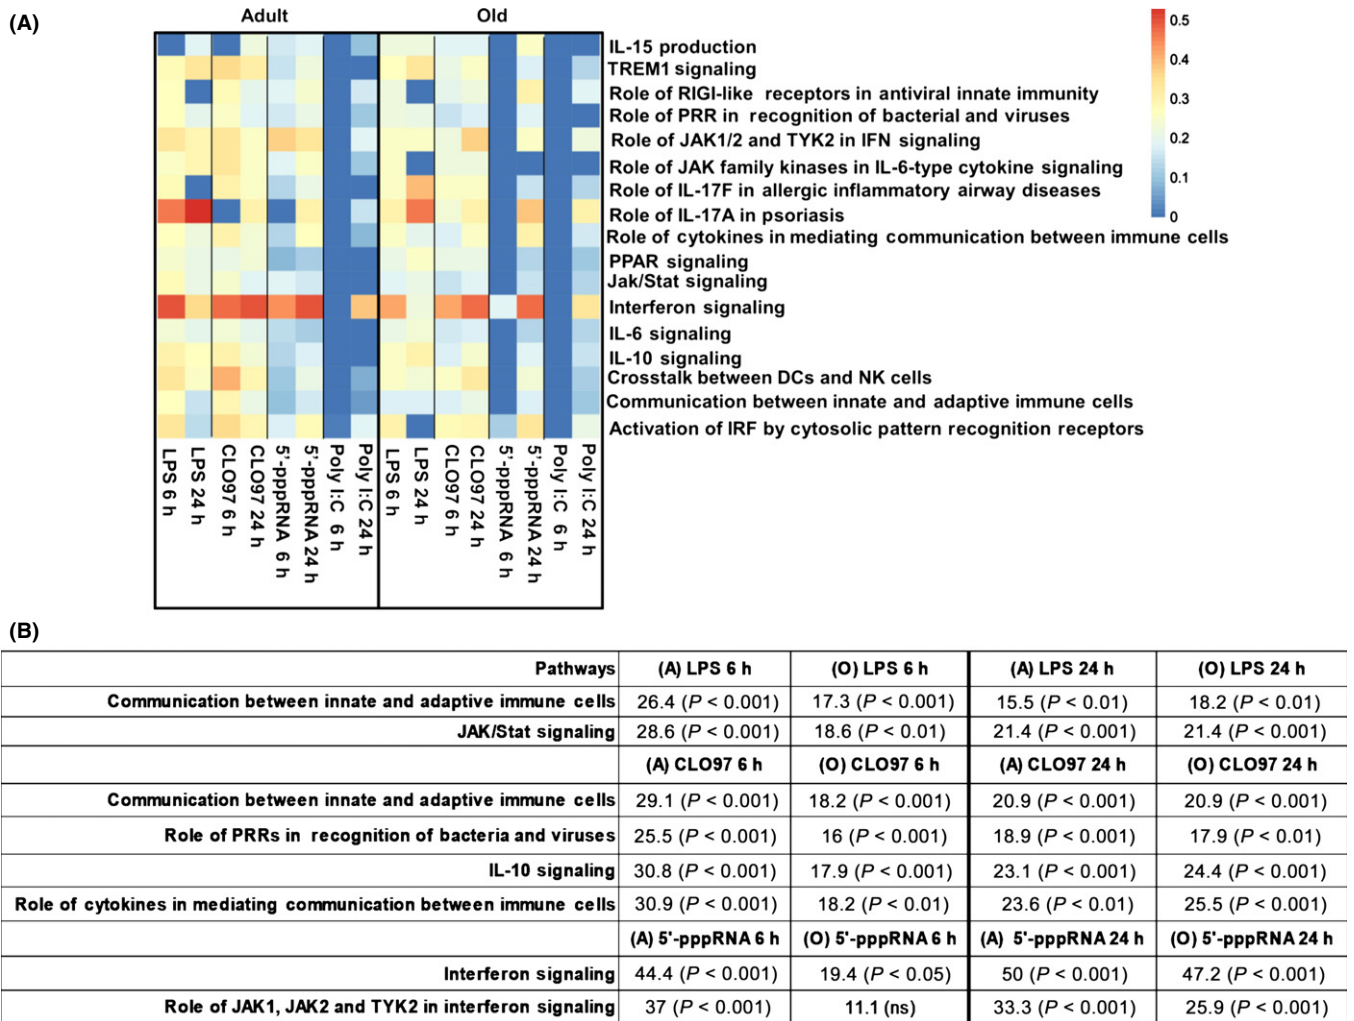 (A)
Adult Old
IL-15 production
TREM1 signaling
Role of RIGI-like receptors in antiviral innate immunity
Role of PRR in recognition of bacterial and viruses
Role of JAK1/2 and TYK2 in IFN signaling
Role of JAK family kinases in IL-6-type cytokine signaling
Role of IL-17F in allergic inflammatory airway diseases
Role of IL-17A in psoriasis
Role of cytokines in mediating communication between immune cells
PPAR signaling
Jak/Stat signaling
Interferon signaling
IL-6 signaling
IL-10 signaling
Crosstalk between DCs and NK cells
Communication between innate and adaptive immune cells
Activation of IRF by cytosolic pattern recognition receptors
0.5
0.4
0.3
0.2
0.1
0
LPS 6 h
LPS 24 h
CLO97 6 h
CLO97 24 h
5'-pppRNA 6 h
5'-pppRNA 24 h
Poly I:C 6 h
Poly I:C 24 h
LPS 6 h
LPS 24 h
CLO97 6 h
CLO97 24 h
5'-pppRNA 6 h
5'-pppRNA 24 h
Poly I:C 6 h
Poly I:C 24 h
(B)
Pathways (A) LPS 6 h (O) LPS 6 h (A) LPS 24 h (O) LPS 24 h
Communication between innate and adaptive immune cells 26.4 (P < 0.001) 17.3 (P < 0.001) 15.5 (P < 0.01) 18.2 (P < 0.01)
JAK/Stat signaling 28.6 (P < 0.001) 18.6 (P < 0.01) 21.4 (P < 0.001) 21.4 (P < 0.001)
(A) CLO97 6 h (O) CLO97 6 h (A) CLO97 24 h (O) CLO97 24 h
Communication between innate and adaptive immune cells 29.1 (P < 0.001) 18.2 (P < 0.001) 20.9 (P < 0.001) 20.9 (P < 0.001)
Role of PRRs in recognition of bacteria and viruses 25.5 (P < 0.001) 16 (P < 0.001) 18.9 (P < 0.001) 17.9 (P < 0.01)
IL-10 signaling 30.8 (P < 0.001) 17.9 (P < 0.001) 23.1 (P < 0.001) 24.4 (P < 0.001)
Role of cytokines in mediating communication between immune cells 30.9 (P < 0.001) 18.2 (P < 0.01) 23.6 (P < 0.01) 25.5 (P < 0.001)
(A) 5'-pppRNA 6 h (O) 5'-pppRNA 6 h (A) 5'-pppRNA 24 h (O) 5'-pppRNA 24 h
Interferon signaling 44.4 (P < 0.001) 19.4 (P < 0.05) 50 (P < 0.001) 47.2 (P < 0.001)
Role of JAK1, JAK2 and TYK2 in interferon signaling 37 (P < 0.001) 11.1 (ns) 33.3 (P < 0.001) 25.9 (P < 0.001)